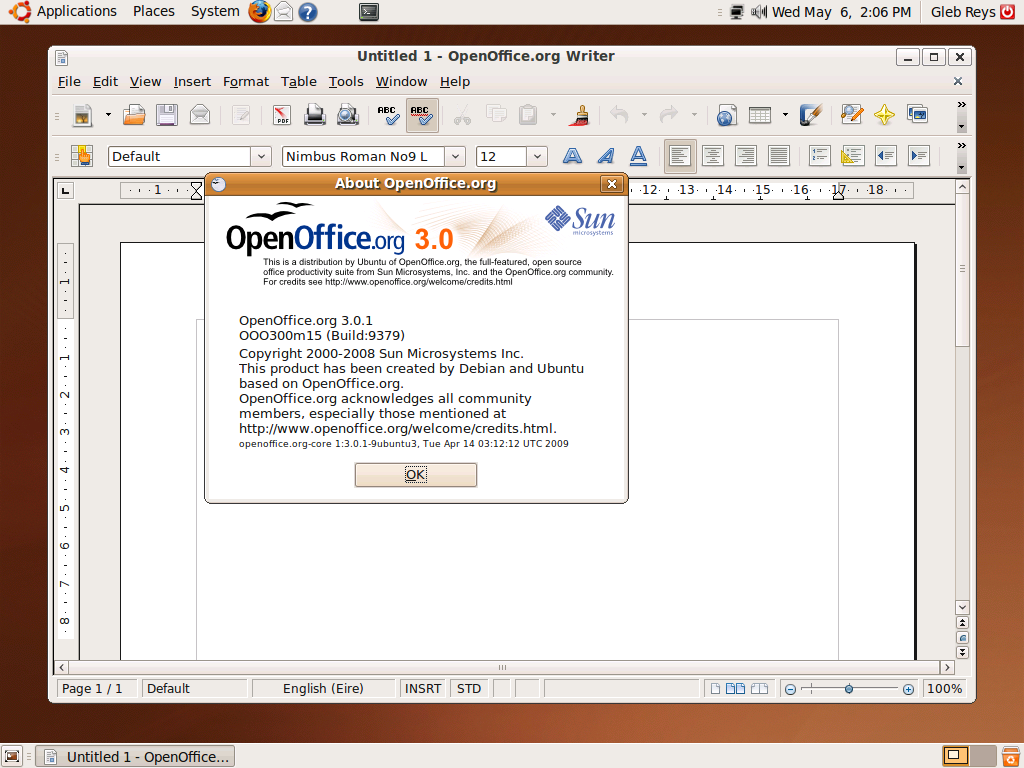 Applications Places System Wed May 6, 2:06 PM Gleb Reys
Untitled 1 - OpenOffice.org Writer
File Edit View Insert Format Table Tools Window Help
PDF ABC ABC
Default Nimbus Roman No9 L 12
1 12 13 14 15 16 17 18
About OpenOffice.org
OpenOffice.org 3.0
Sun
microsystems
This is a distribution by Ubuntu of OpenOffice.org, the full-featured, open source
office productivity suite from Sun Microsystems, Inc. and the OpenOffice.org community.
For credits see http://www.openoffice.org/welcome/credits.html
OpenOffice.org 3.0.1
OOO300m15 (Build:9379)
Copyright 2000-2008 Sun Microsystems Inc.
This product has been created by Debian and Ubuntu
based on OpenOffice.org.
OpenOffice.org acknowledges all community
members, especially those mentioned at
http://www.openoffice.org/welcome/credits.html.
openoffice.org-core 1:3.0.1-9ubuntu3, Tue Apr 14 03:12:12 UTC 2009
OK
1
1
2
3
4
5
6
7
8
Page 1 / 1 Default English (Eire) INSRT STD 100%
Untitled 1 - OpenOffice...